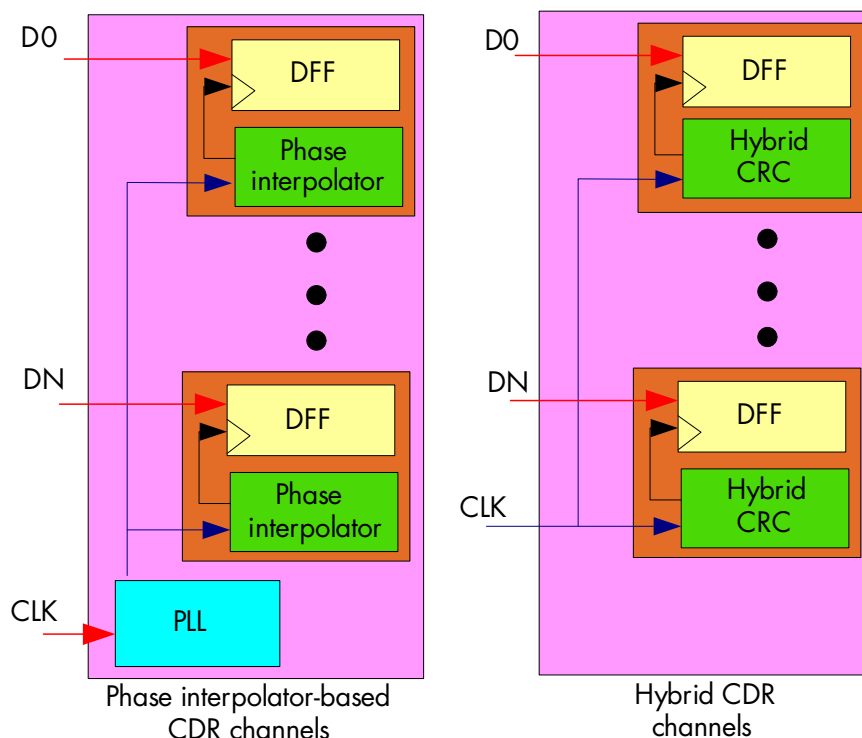 D0
DFF
Phase
interpolator
DN
DFF
Phase
interpolator
CLK
PLL
Phase interpolator-based
CDR channels
D0
DFF
Hybrid
CRC
DN
DFF
CLK
Hybrid
CRC
Hybrid CDR
channels